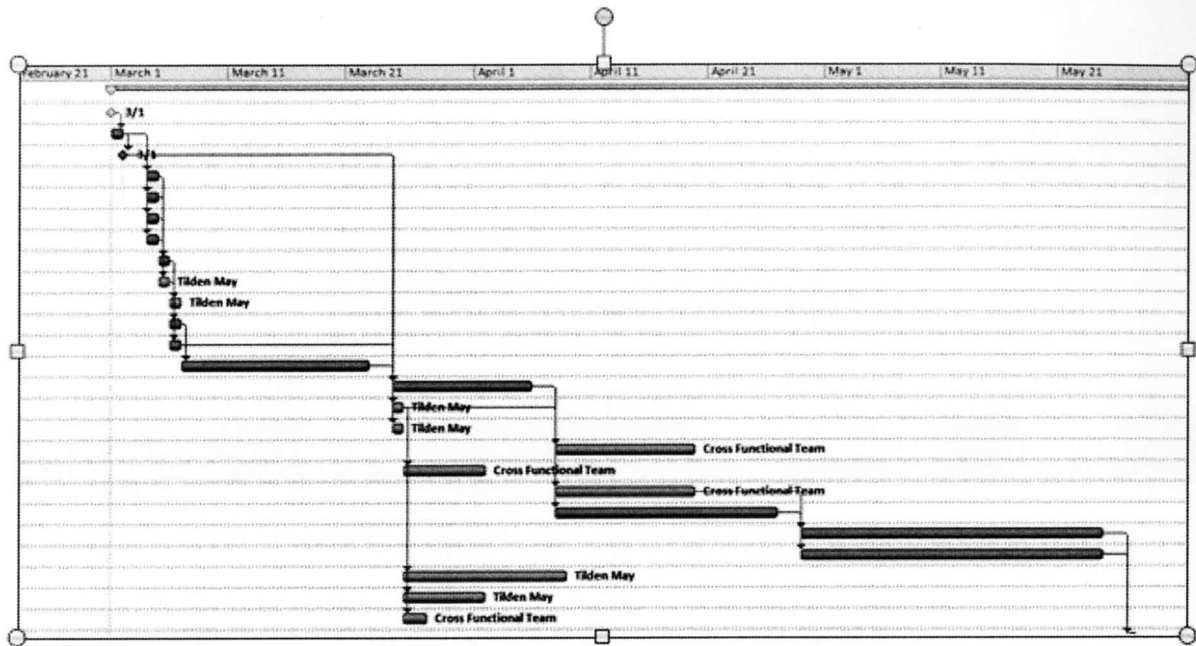 February 21 March 1 March 11 March 21 April 1 April 11 April 21 May 1 May 11 May 21
3/1
3/1
Tilden May
Tilden May
Tilden May
Tilden May
Cross Functional Team
Cross Functional Team
Cross Functional Team
Tilden May
Tilden May
Cross Functional Team